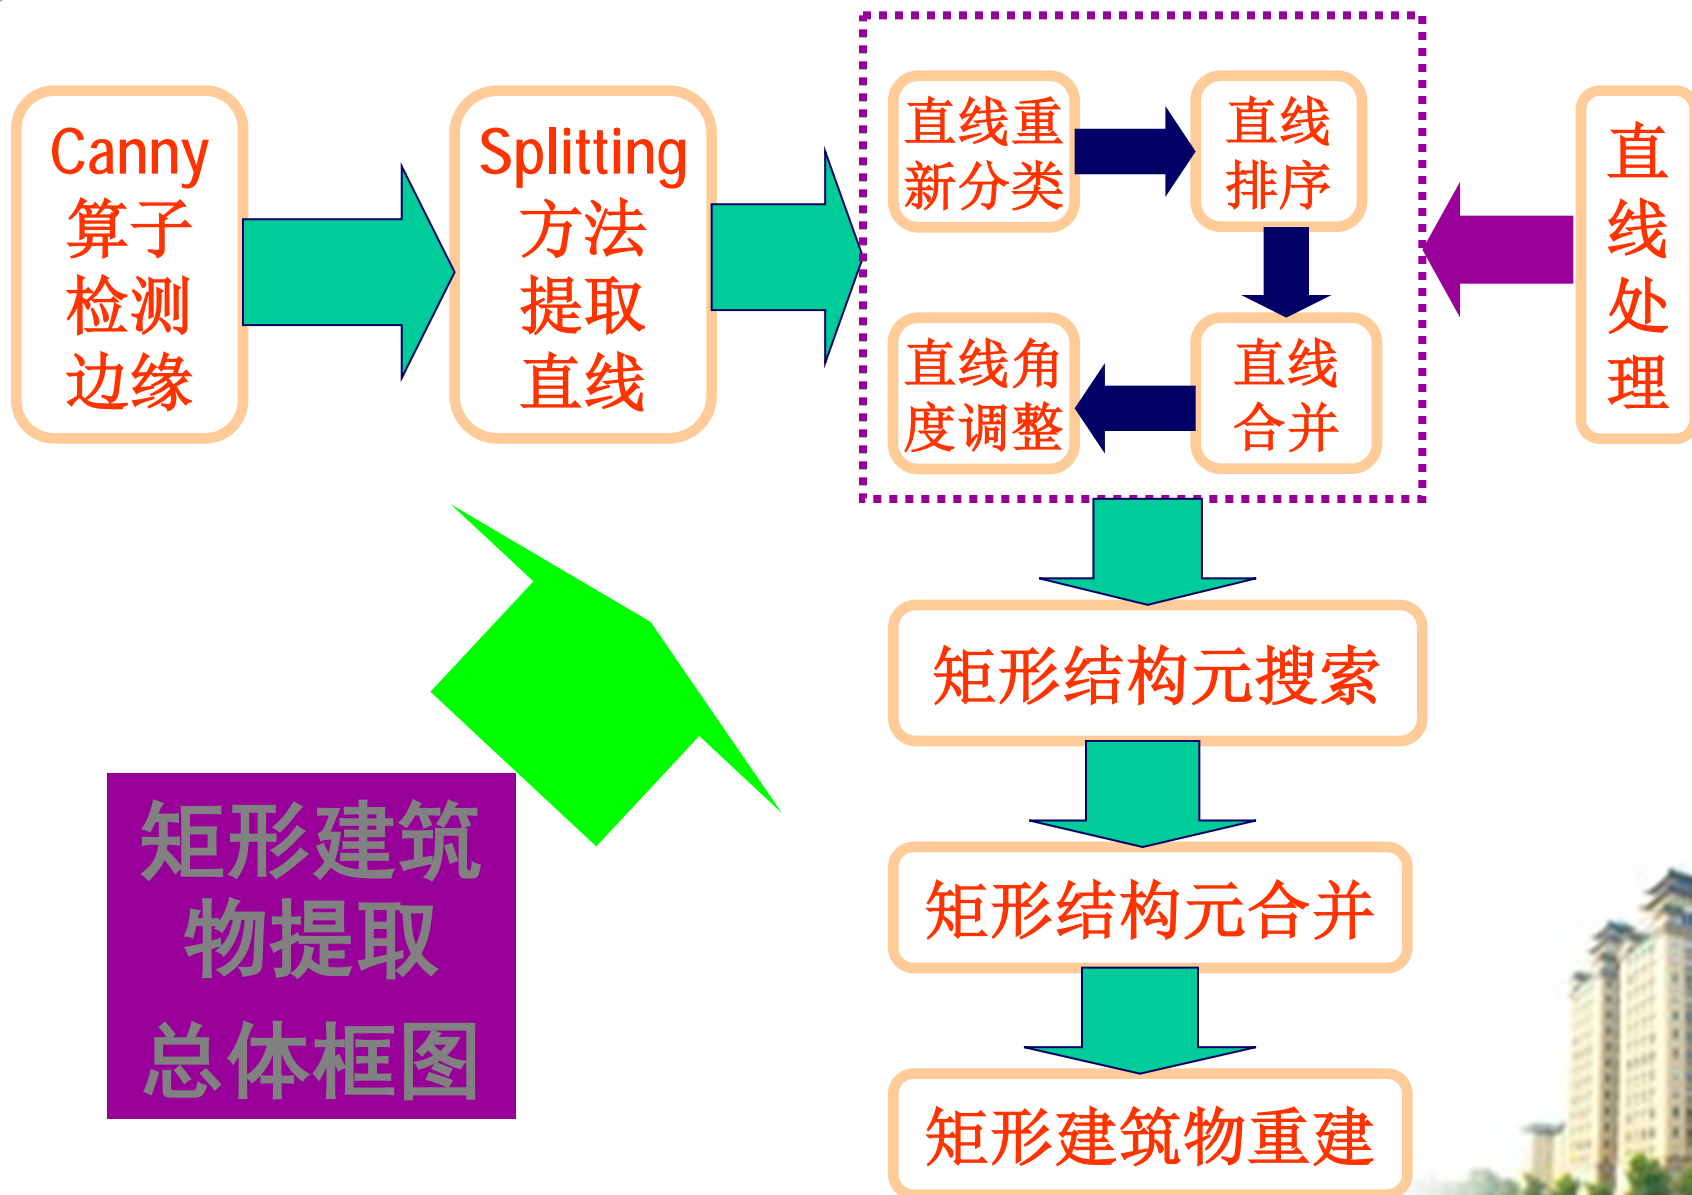 Canny
算子
检测
边缘
Splitting
方法
提取
直线
直线重
新分类
直线
排序
直线角
度调整
直线
合并
直
线
处
理
矩形结构元搜索
矩形结构元合并
矩形建筑物重建
矩形建筑
物提取
总体框图